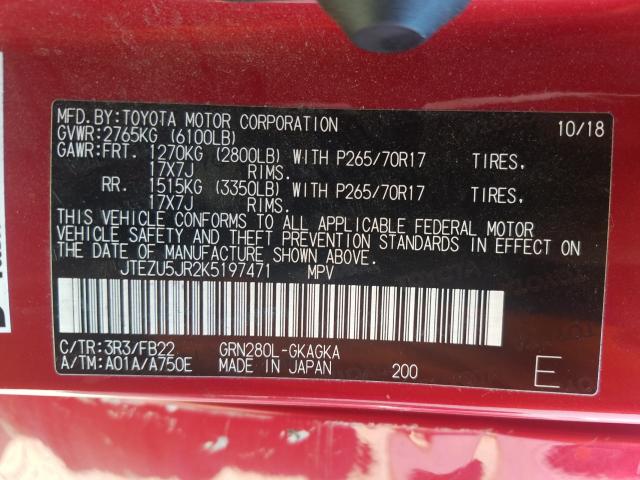 MFD.BY:TOYOTA MOTOR CORPORATION 10/18
GVWR:2765KG (6100LB)
GAWR:FRT. 1270KG (2800LB) WITH P265/70R17 TIRES,
17X7J RIMS.
RR. 1515KG (3350LB) WITH P265/70R17 TIRES,
17X7J RIMS.
THIS VEHICLE CONFORMS TO ALL APPLICABLE FEDERAL MOTOR
VEHICLE SAFETY AND THEFT PREVENTION STANDARDS IN EFFECT ON
THE DATE OF MANUFACTURE SHOWN ABOVE.
JTEZU5JR2K5197471 MPV
C/TR:3R3/FB22 GRN280L-GKAGKA
A/TM:A01A/A750E MADE IN JAPAN 200 E